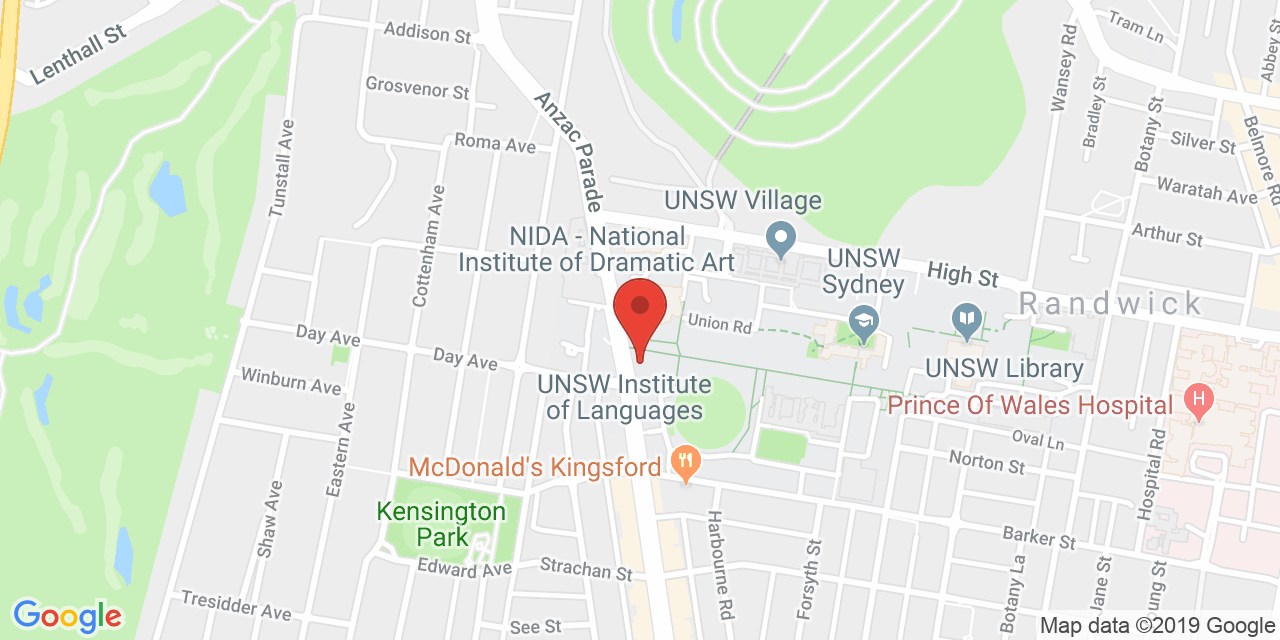 Lenthall St
Addison St
Grosvenor St
Roma Ave
Anzac Parade
Tunstall Ave
Cottenham Ave
Tram Ln
Wansey Rd
Bradley St
Botany St
Abbey St
Belmore Rd
Silver St
Waratah Ave
Arthur St
UNSW Village
NIDA - National
Institute of Dramatic Art
UNSW
Sydney
High St
Randwick
Union Rd
Day Ave
Day Ave
Winburn Ave
Eastern Ave
UNSW Institute
of Languages
UNSW Library
Prince Of Wales Hospital
H
Oval Ln
Norton St
Hospital Rd
McDonald's Kingsford
Kensington
Park
Shaw Ave
Edward Ave
Strachan St
Harbourne Rd
Forsyth St
Barker St
Botany La
Jane St
oung St
Tresidder Ave
See St
Google
Map data ©2019 Google